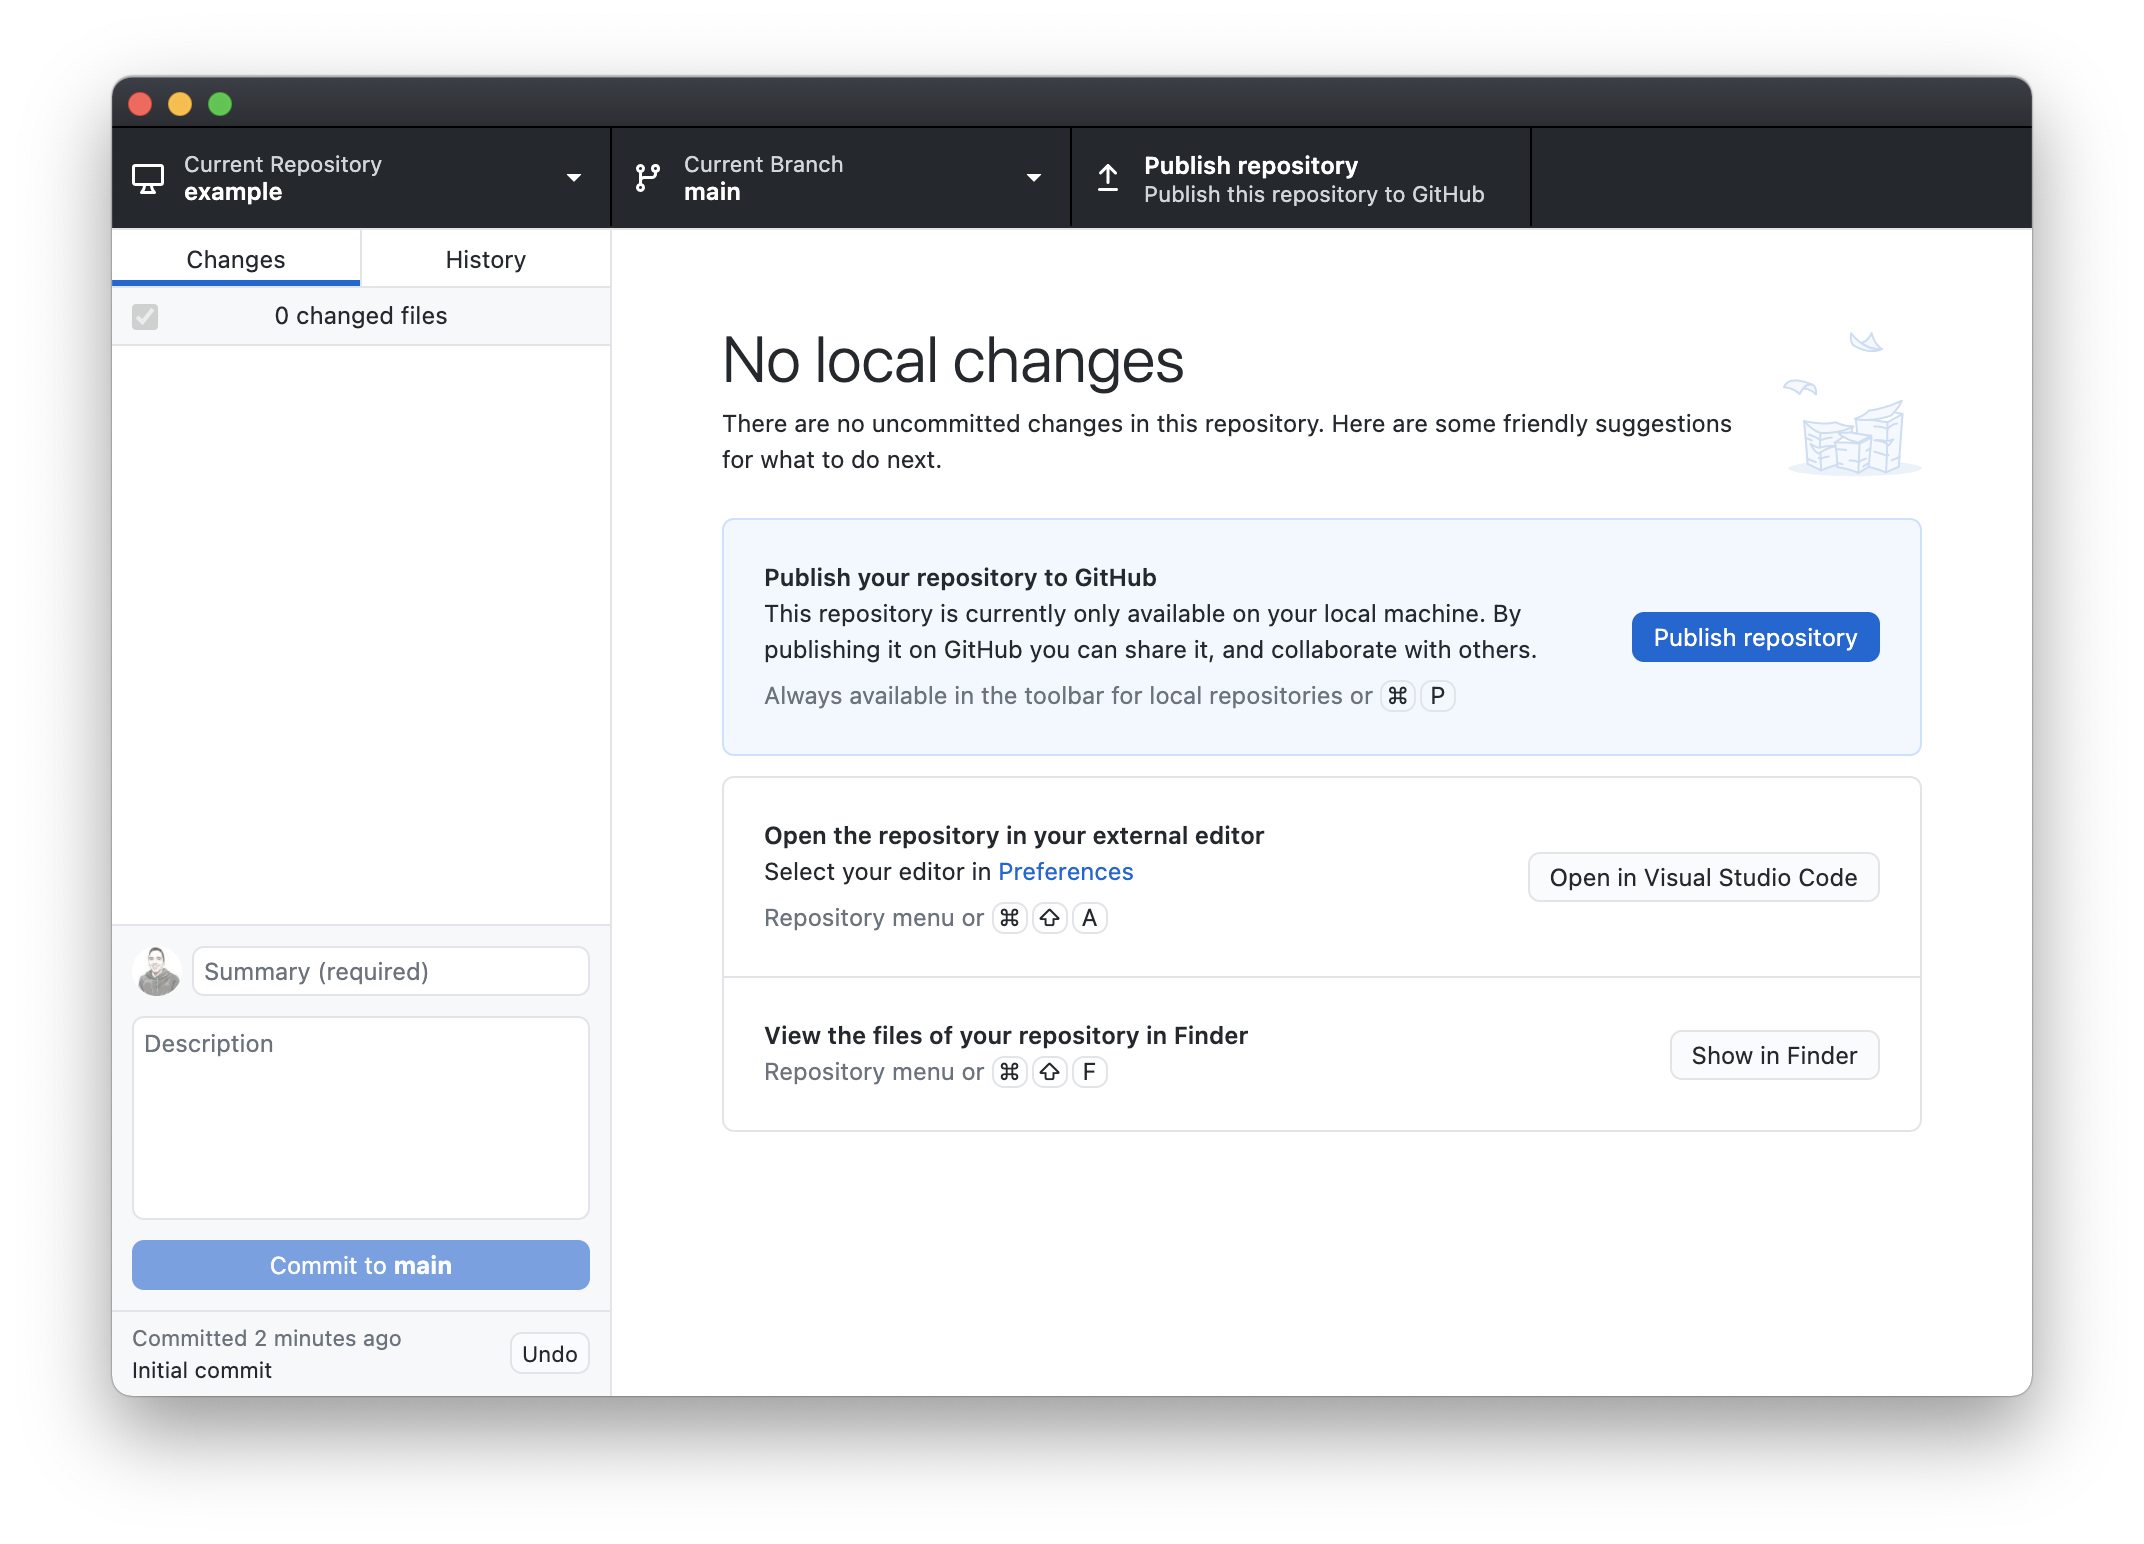 Current Repository
example
Current Branch
main
Publish repository
Publish this repository to GitHub
Changes
History
0 changed files
No local changes
There are no uncommitted changes in this repository. Here are some friendly suggestions
for what to do next.
Publish your repository to GitHub
This repository is currently only available on your local machine. By
publishing it on GitHub you can share it, and collaborate with others.
Always available in the toolbar for local repositories or ⌘ P
Publish repository
Open the repository in your external editor
Select your editor in Preferences
Repository menu or ⌘ ⇧ A
Open in Visual Studio Code
View the files of your repository in Finder
Repository menu or ⌘ ⇧ F
Show in Finder
Summary (required)
Description
Commit to main
Committed 2 minutes ago
Initial commit
Undo